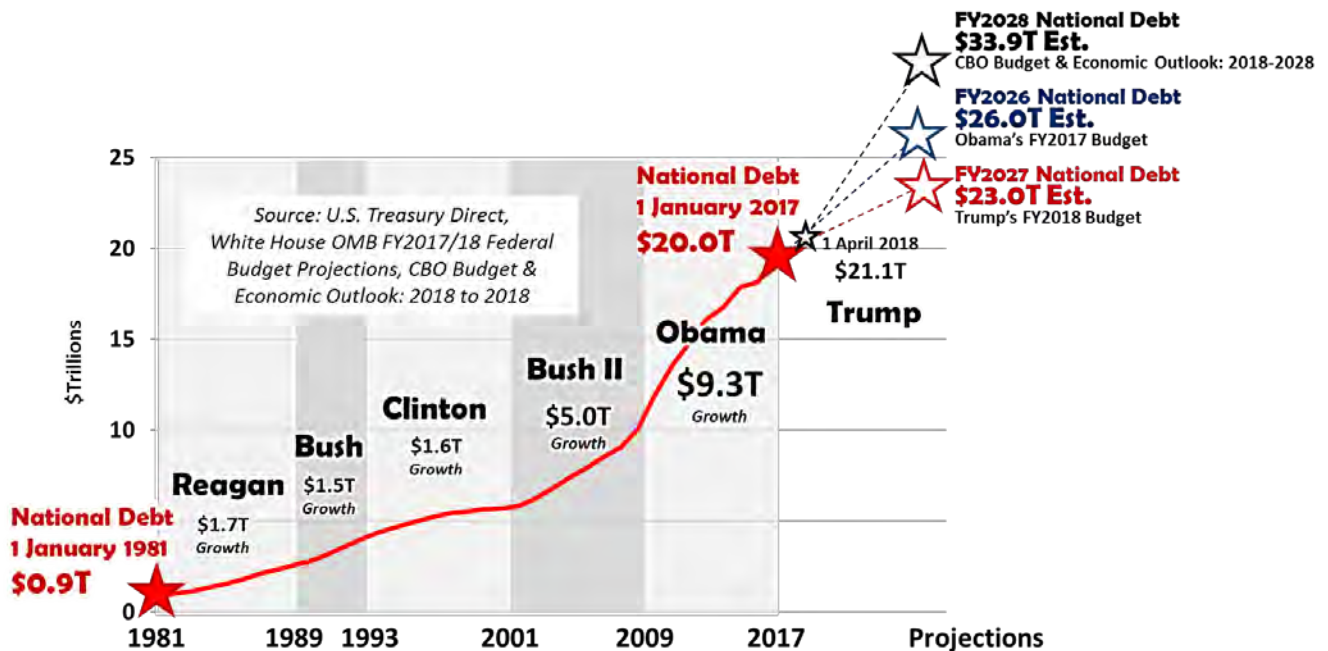 FY2028 National Debt
$33.9T Est.
CBO Budget & Economic Outlook: 2018-2028
FY2026 National Debt
$26.0T Est.
Obama's FY2017 Budget
FY2027 National Debt
$23.0T Est.
Trump's FY2018 Budget
25
20
15
10
5
0
$Trillions
Source: U.S. Treasury Direct,
White House OMB FY2017/18 Federal
Budget Projections, CBO Budget &
Economic Outlook: 2018 to 2018
National Debt
1 January 2017
$20.0T
1 April 2018
$21.1T
Trump
Obama
$9.3T
Growth
Bush II
$5.0T
Growth
Clinton
$1.6T
Growth
Bush
$1.5T
Growth
Reagan
$1.7T
Growth
National Debt
1 January 1981
$0.9T
1981
1989
1993
2001
2009
2017
Projections